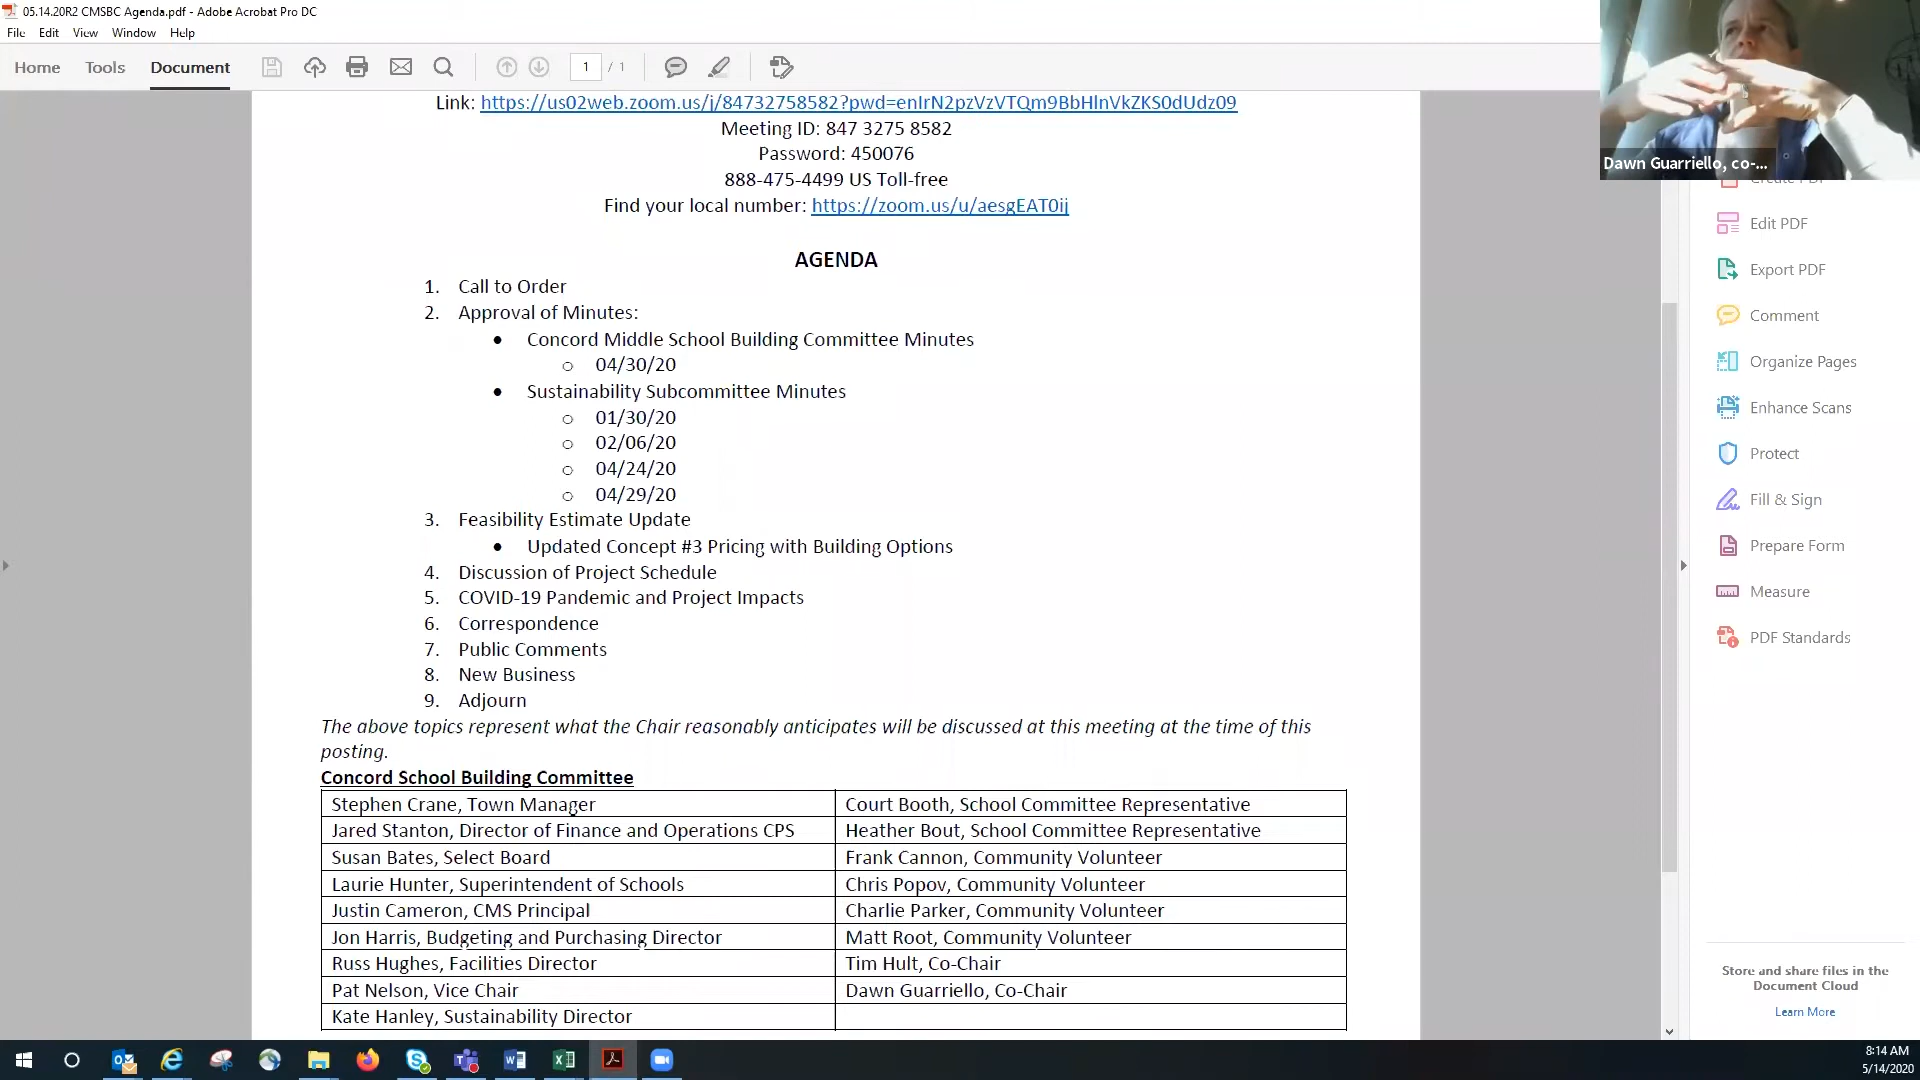 05.14.20R2 CMSBC Agenda.pdf - Adobe Acrobat Pro DC
File Edit View Window Help
Home Tools Document 1 / 1
Dawn Guarriello, co-...
Link: https://us02web.zoom.us/j/84732758582?pwd=enIrN2pzVzVTQm9BbHlnVkZKS0dUdz09
Meeting ID: 847 3275 8582
Password: 450076
888-475-4499 US Toll-free
Find your local number: https://zoom.us/u/aesgEAT0ij
AGENDA
1. Call to Order
2. Approval of Minutes:
• Concord Middle School Building Committee Minutes
o 04/30/20
• Sustainability Subcommittee Minutes
o 01/30/20
o 02/06/20
o 04/24/20
o 04/29/20
3. Feasibility Estimate Update
• Updated Concept #3 Pricing with Building Options
4. Discussion of Project Schedule
5. COVID-19 Pandemic and Project Impacts
6. Correspondence
7. Public Comments
8. New Business
9. Adjourn
The above topics represent what the Chair reasonably anticipates will be discussed at this meeting at the time of this
posting.
Concord School Building Committee
Stephen Crane, Town Manager Court Booth, School Committee Representative
Jared Stanton, Director of Finance and Operations CPS Heather Bout, School Committee Representative
Susan Bates, Select Board Frank Cannon, Community Volunteer
Laurie Hunter, Superintendent of Schools Chris Popov, Community Volunteer
Justin Cameron, CMS Principal Charlie Parker, Community Volunteer
Jon Harris, Budgeting and Purchasing Director Matt Root, Community Volunteer
Russ Hughes, Facilities Director Tim Hult, Co-Chair
Pat Nelson, Vice Chair Dawn Guarriello, Co-Chair
Kate Hanley, Sustainability Director
Create PDF
Edit PDF
Export PDF
Comment
Organize Pages
Enhance Scans
Protect
Fill & Sign
Prepare Form
Measure
PDF Standards
Store and share files in the
Document Cloud
Learn More
8:14 AM
5/14/2020